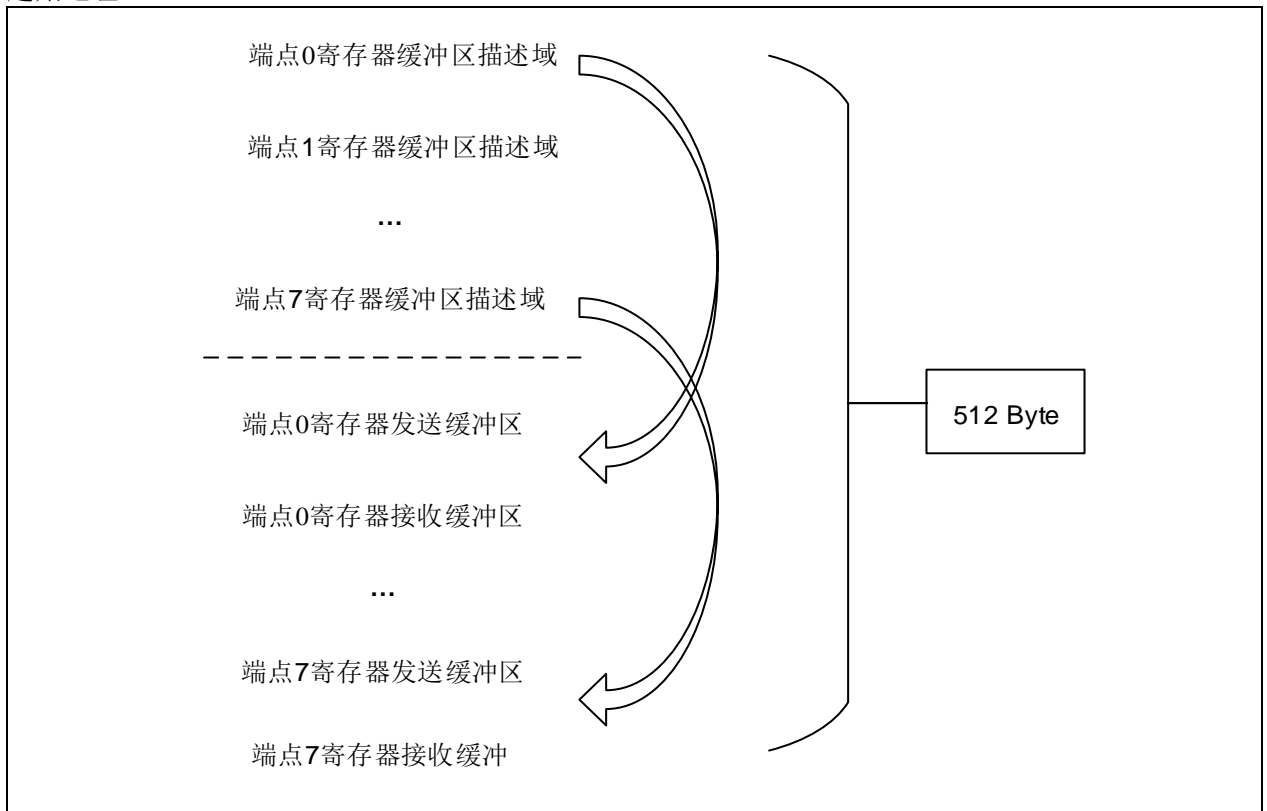 端点0寄存器缓冲区描述域
端点1寄存器缓冲区描述域
...
端点7寄存器缓冲区描述域
端点0寄存器发送缓冲区
512 Byte
端点0寄存器接收缓冲区
...
端点7寄存器发送缓冲区
端点7寄存器接收缓冲